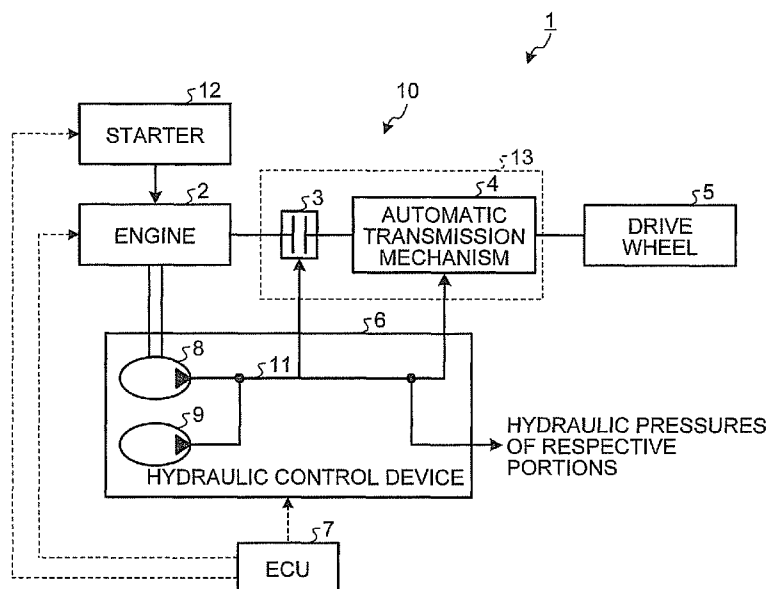 1
12
10
STARTER
13
2
3
4
5
ENGINE
AUTOMATIC
TRANSMISSION
MECHANISM
DRIVE
WHEEL
6
8
11
9
HYDRAULIC PRESSURES
OF RESPECTIVE
PORTIONS
HYDRAULIC CONTROL DEVICE
7
ECU